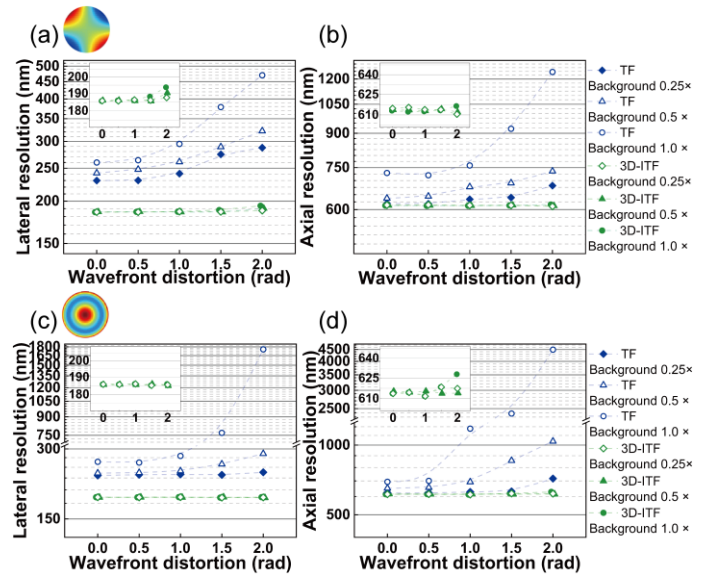 (a)
Lateral resolution (nm)
500
450
400
350
300
250
200
150
200
190
180
0 1 2
0.0 0.5 1.0 1.5 2.0
Wavefront distortion (rad)
(b)
Axial resolution (nm)
1200
1050
900
750
600
640
625
610
0 1 2
0.0 0.5 1.0 1.5 2.0
Wavefront distortion (rad)
TF
Background 0.25×
TF
Background 0.5×
TF
Background 1.0×
3D-ITF
Background 0.25×
3D-ITF
Background 0.5 ×
3D-ITF
Background 1.0 ×
(c)
Lateral resolution (nm)
1800
1650
1500
1350
1200
1050
900
750
300
150
200
190
180
0 1 2
0.0 0.5 1.0 1.5 2.0
Wavefront distortion (rad)
(d)
Axial resolution (nm)
4500
4000
3500
3000
2500
1000
500
640
625
610
0 1 2
0.0 0.5 1.0 1.5 2.0
Wavefront distortion (rad)
TF
Background 0.25×
TF
Background 0.5×
TF
Background 1.0×
3D-ITF
Background 0.25×
3D-ITF
Background 0.5 ×
3D-ITF
Background 1.0 ×